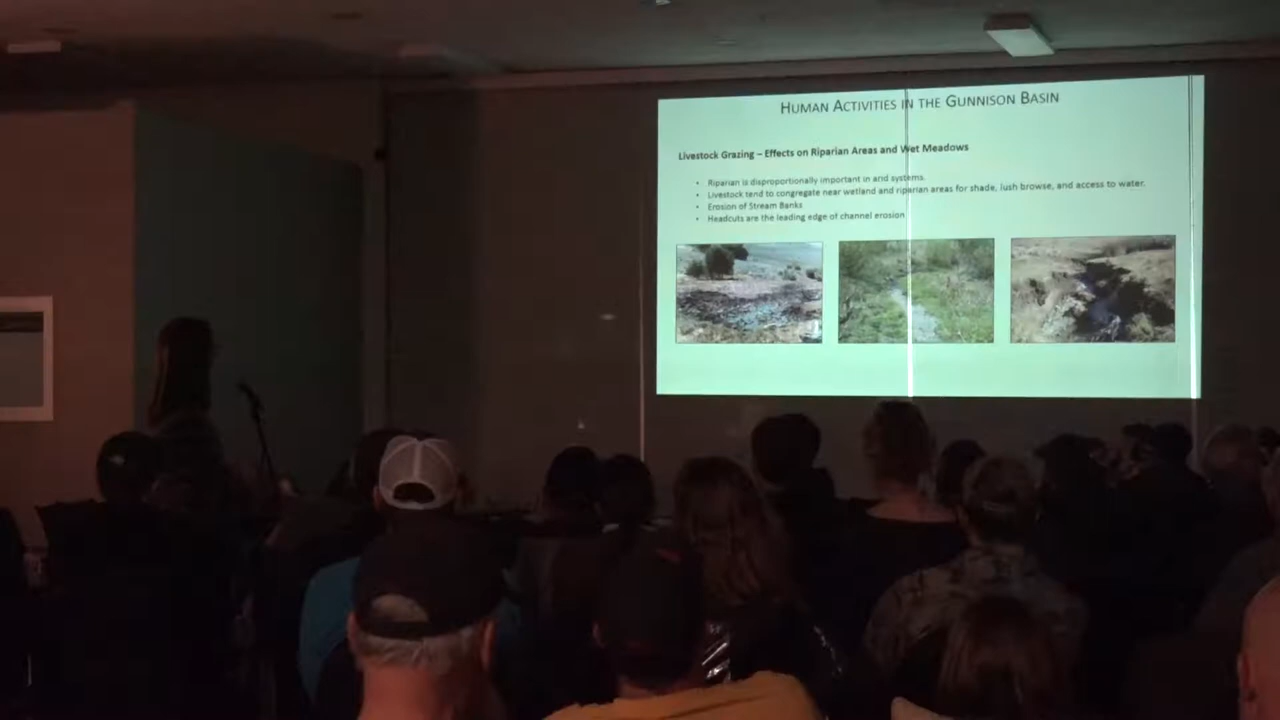 HUMAN ACTIVITIES IN THE GUNNISON BASIN
Livestock Grazing – Effects on Riparian Areas and Wet Meadows
• Riparian is disproportionally important in arid systems.
• Livestock tend to congregate near wetland and riparian areas for shade, lush browse, and access to water.
• Erosion of Stream Banks
• Headcuts are the leading edge of channel erosion